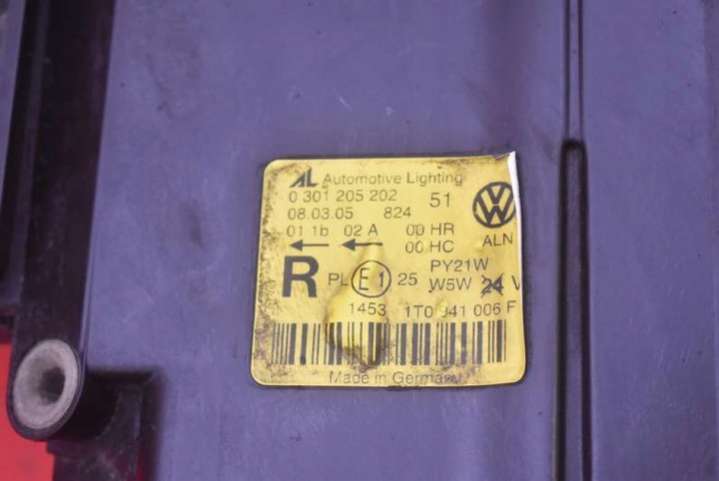 AL Automotive Lighting
0 301 205 202 51
08.03.05 824
01 1b 02 A 00 HR
00 HC ALN
R PL E1 25 PY21W
W5W 24 V
1453 1T0 941 006 F
Made in Germany